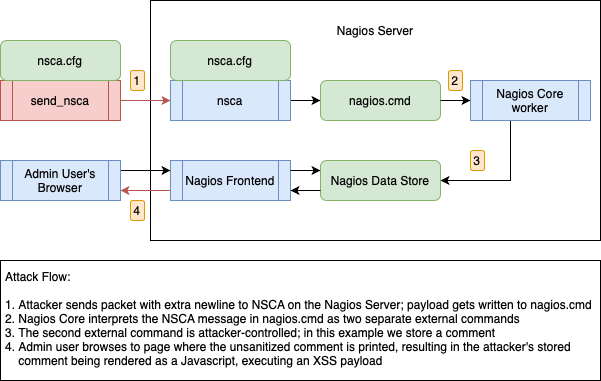 Nagios Server
nsca.cfg
nsca.cfg
1
2
send_nsca
nsca
nagios.cmd
Nagios Core
worker
3
Admin User's
Browser
Nagios Frontend
Nagios Data Store
4
Attack Flow:
1. Attacker sends packet with extra newline to NSCA on the Nagios Server; payload gets written to nagios.cmd
2. Nagios Core interprets the NSCA message in nagios.cmd as two separate external commands
3. The second external command is attacker-controlled; in this example we store a comment
4. Admin user browses to page where the unsanitized comment is printed, resulting in the attacker's stored
comment being rendered as a Javascript, executing an XSS payload